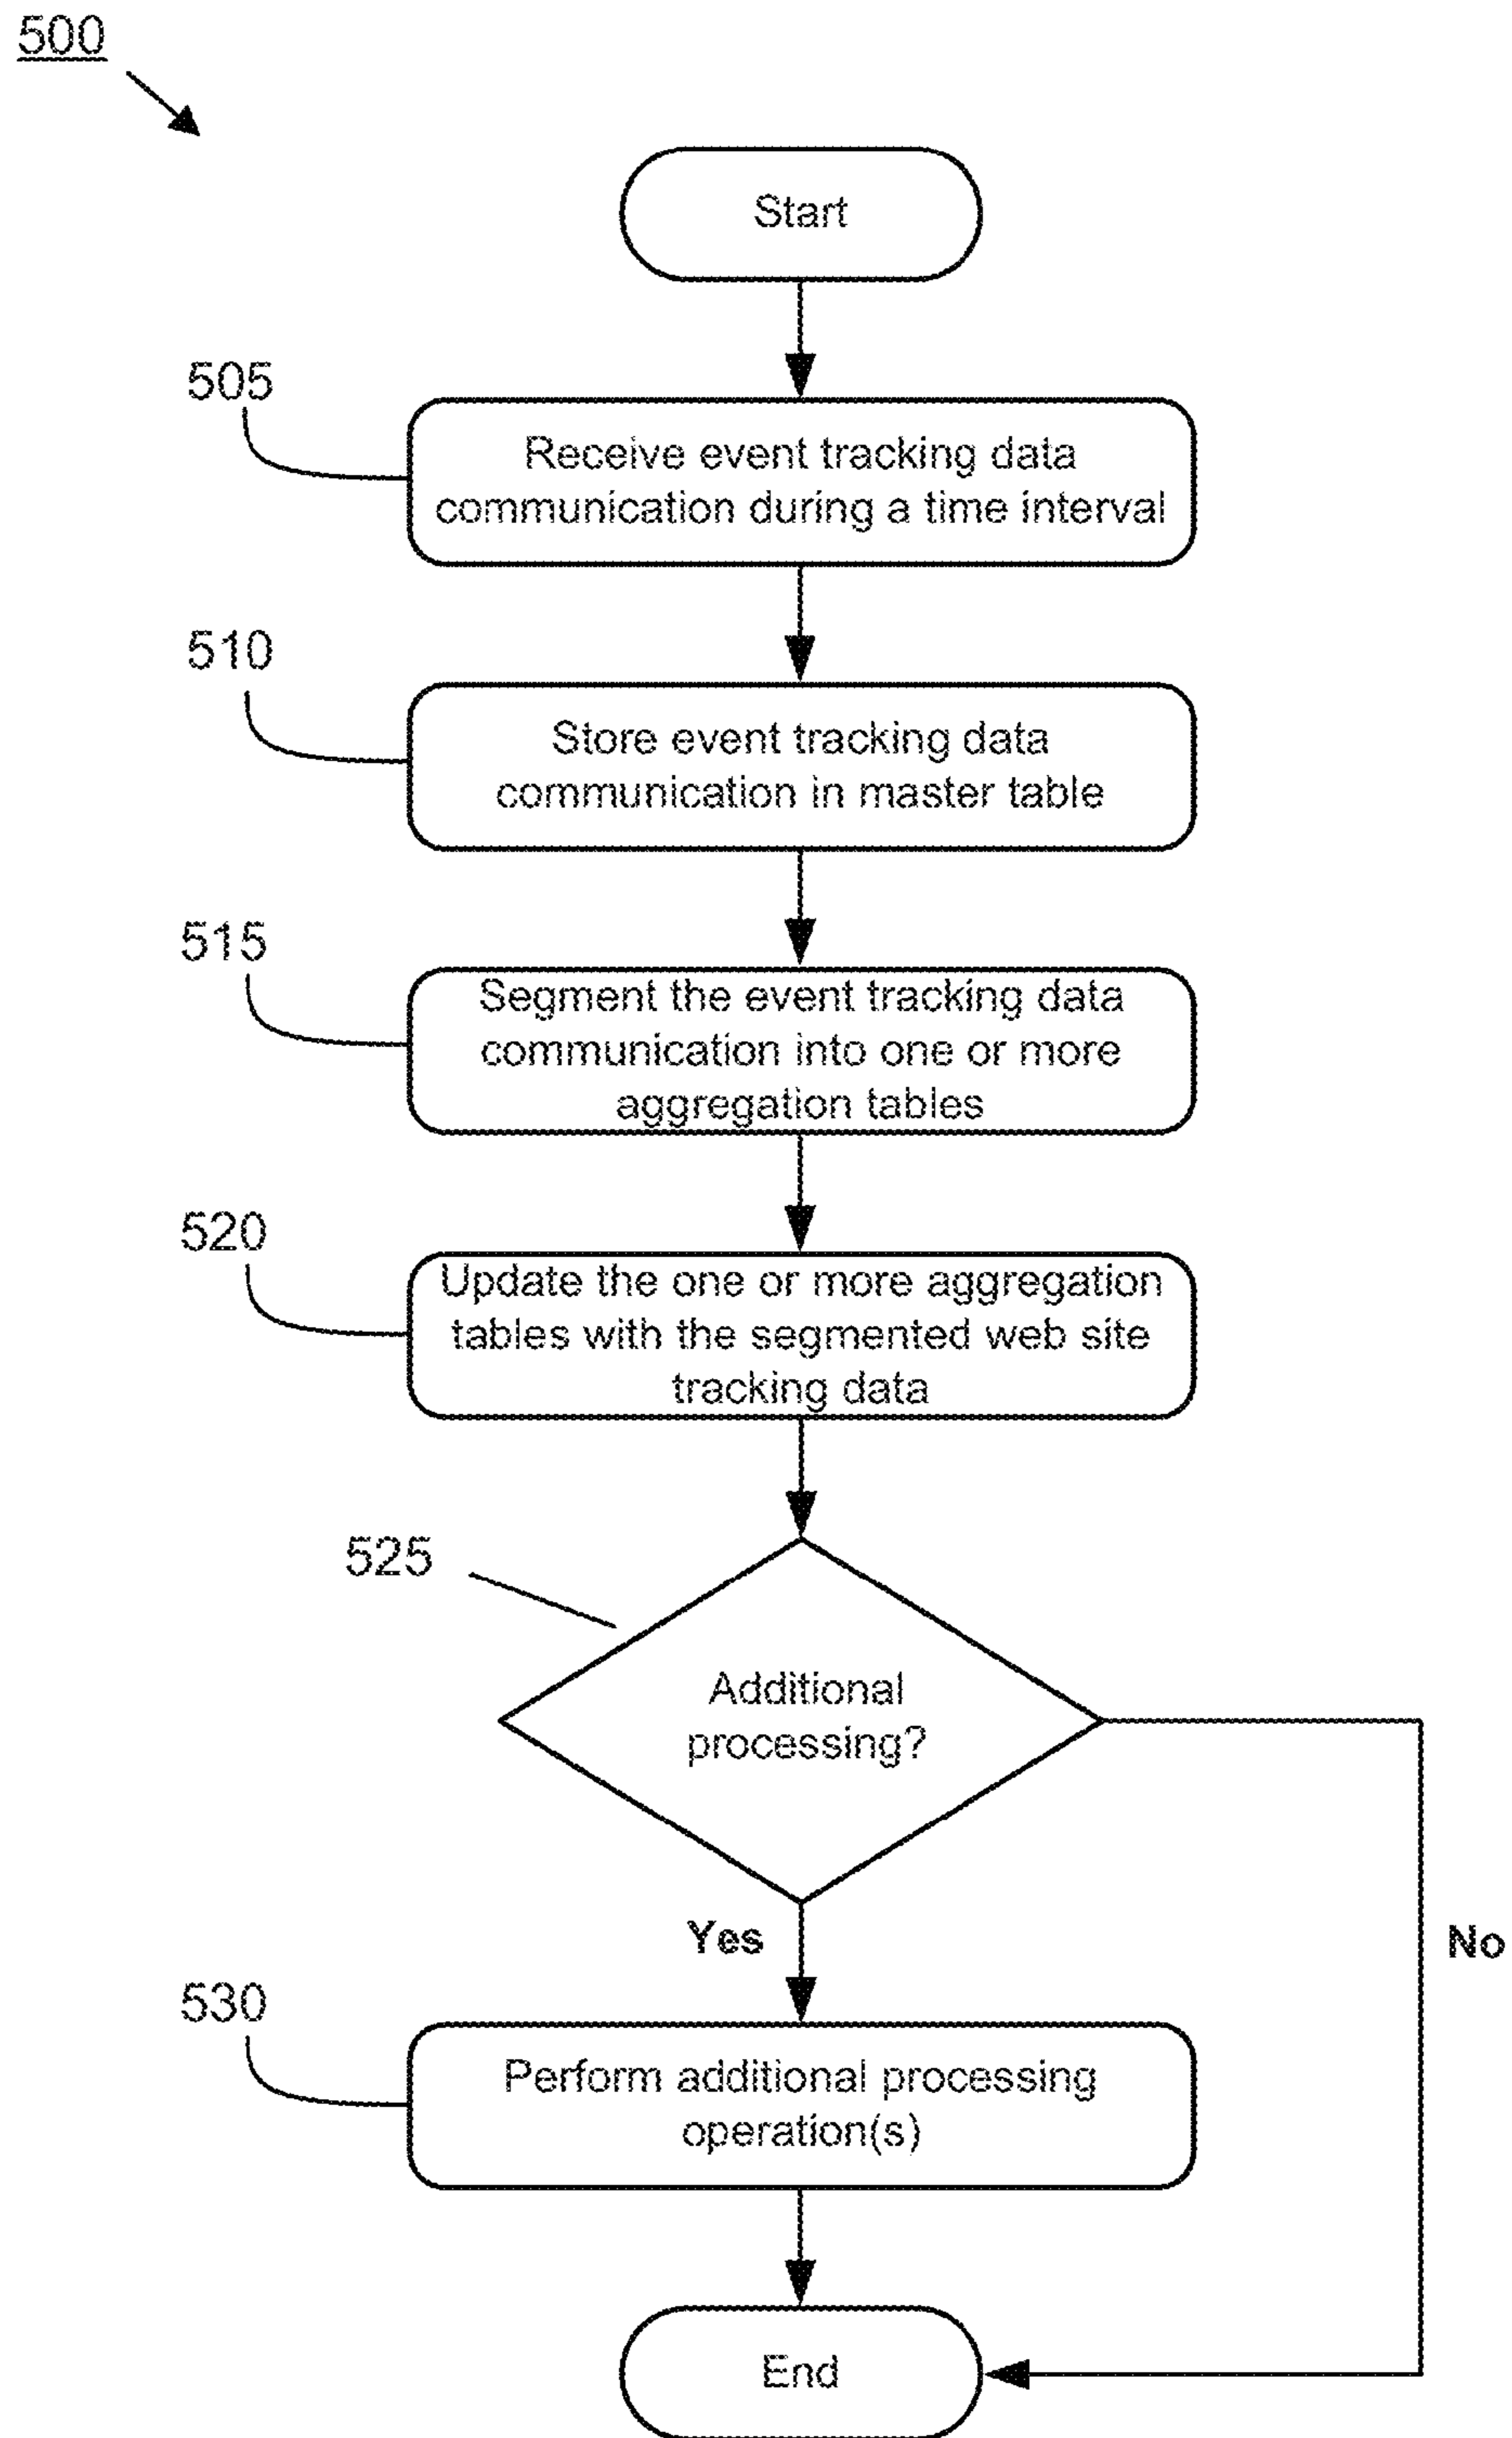 500
Start
505
Receive event tracking data
communication during a time interval
510
Store event tracking data
communication in master table
515
Segment the event tracking data
communication into one or more
aggregation tables
520
Update the one or more aggregation
tables with the segmented web site
tracking data
525
Additional
processing?
Yes
No
530
Perform additional processing
operation(s)
End